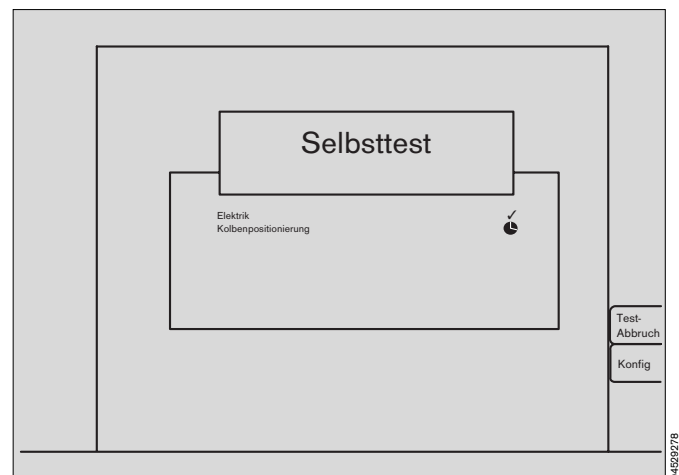 Selbsttest
Elektrik ✓
Kolbenpositionierung
Test-
Abbruch
Konfig
4529278